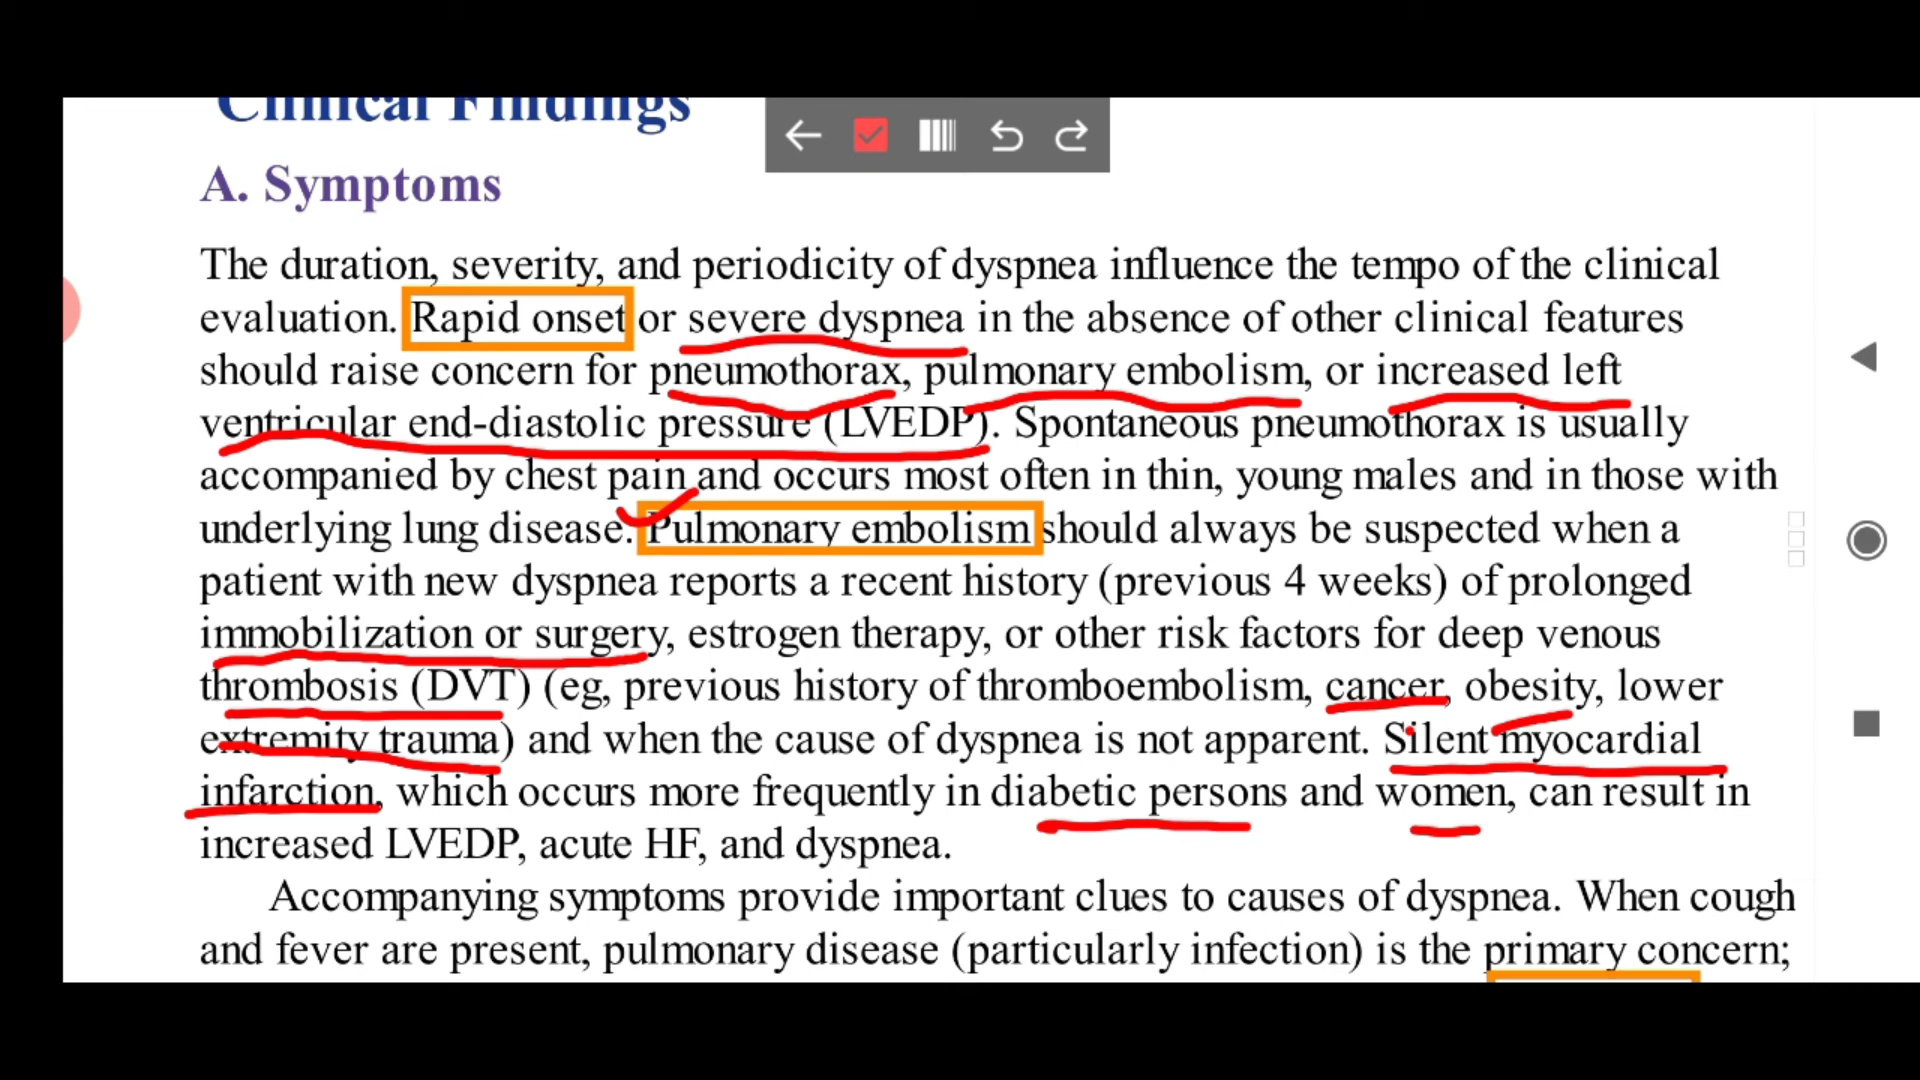 Clinical Findings
A. Symptoms
The duration, severity, and periodicity of dyspnea influence the tempo of the clinical
evaluation. Rapid onset or severe dyspnea in the absence of other clinical features
should raise concern for pneumothorax, pulmonary embolism, or increased left
ventricular end-diastolic pressure (LVEDP). Spontaneous pneumothorax is usually
accompanied by chest pain and occurs most often in thin, young males and in those with
underlying lung disease. Pulmonary embolism should always be suspected when a
patient with new dyspnea reports a recent history (previous 4 weeks) of prolonged
immobilization or surgery, estrogen therapy, or other risk factors for deep venous
thrombosis (DVT) (eg, previous history of thromboembolism, cancer, obesity, lower
extremity trauma) and when the cause of dyspnea is not apparent. Silent myocardial
infarction, which occurs more frequently in diabetic persons and women, can result in
increased LVEDP, acute HF, and dyspnea.
Accompanying symptoms provide important clues to causes of dyspnea. When cough
and fever are present, pulmonary disease (particularly infection) is the primary concern;